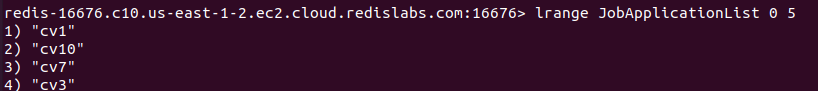 redis-16676.c10.us-east-1-2.ec2.cloud.redislabs.com:16676> lrange JobApplicationList 0 5
1) "cv1"
2) "cv10"
3) "cv7"
4) "cv3"